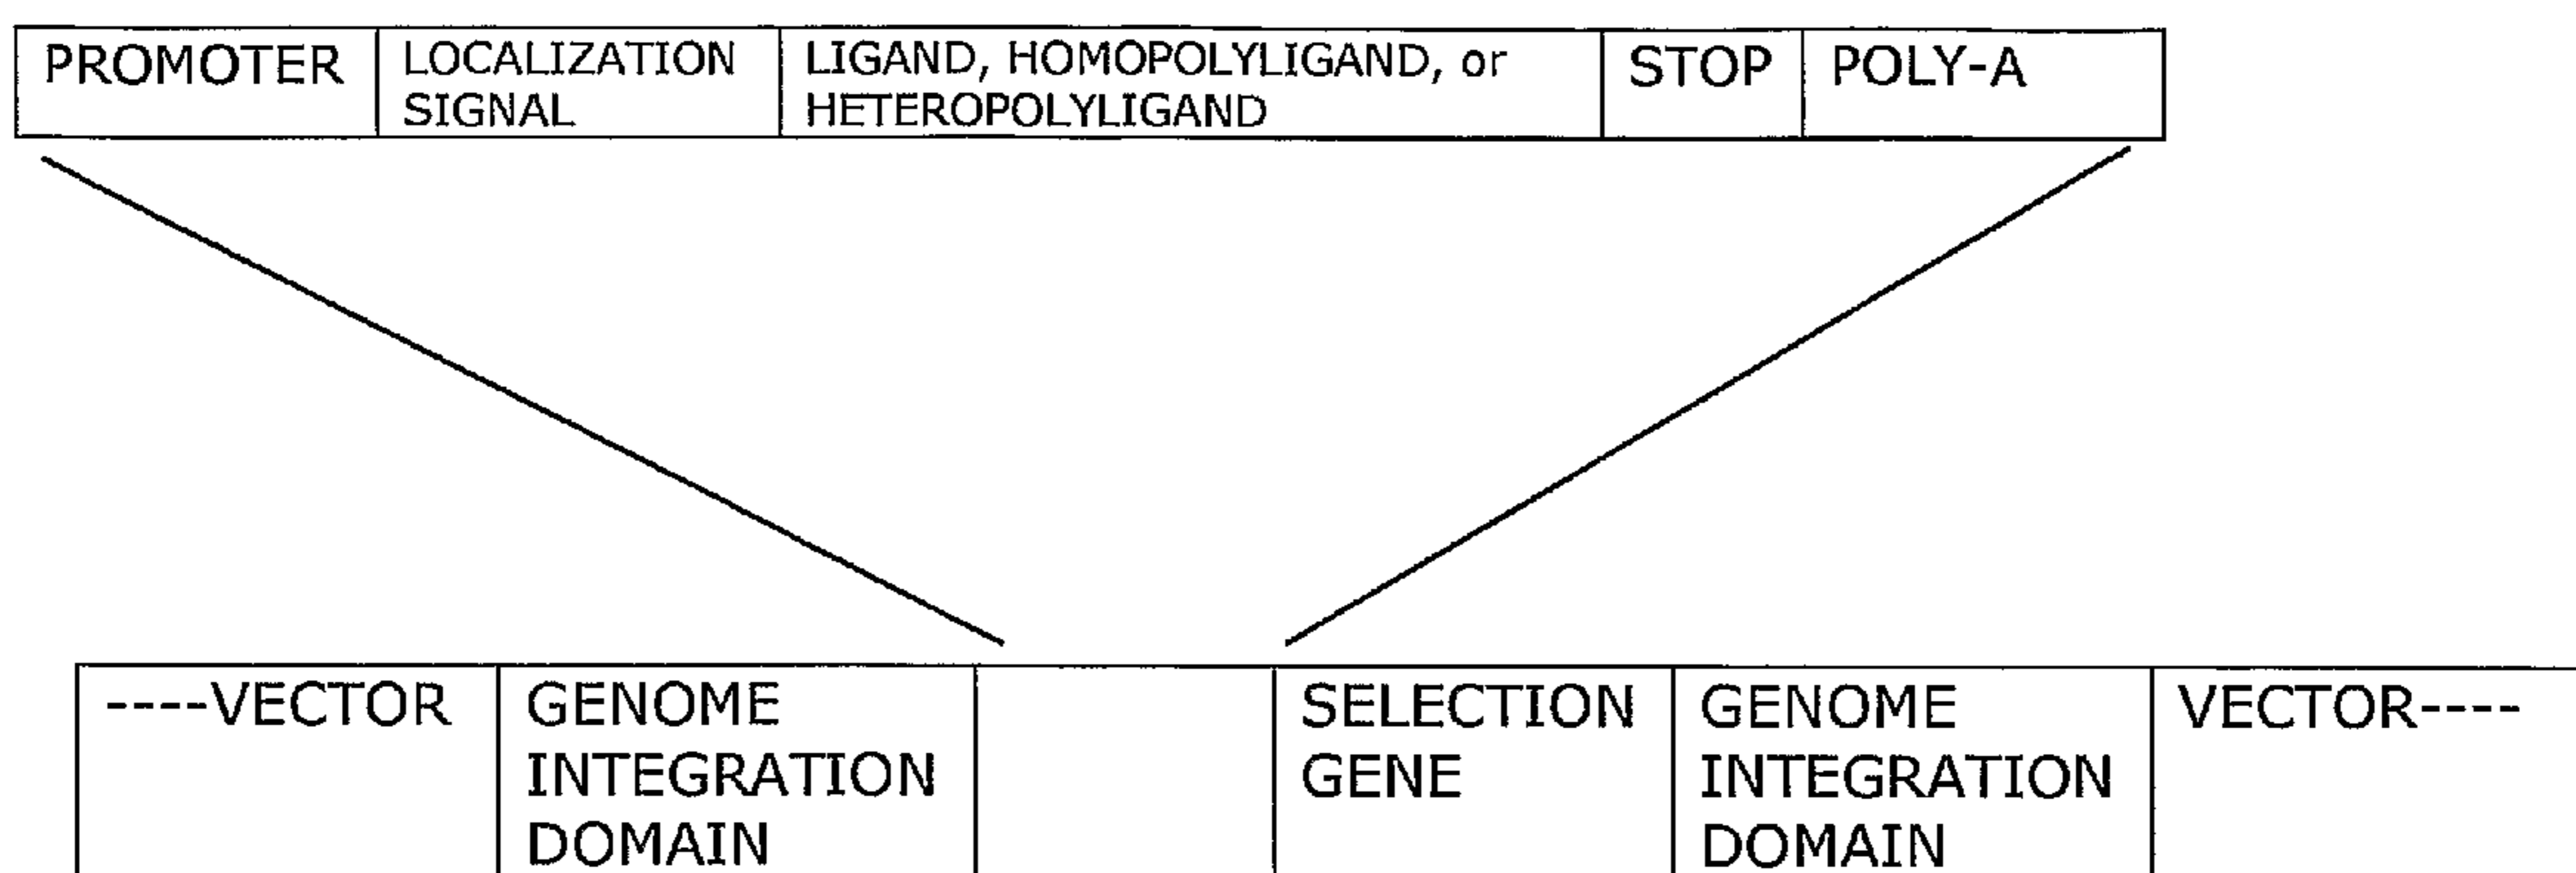 PROMOTER
LOCALIZATION
SIGNAL
LIGAND, HOMOPOLYLIGAND, or
HETEROPOLYLIGAND
STOP
POLY-A
----VECTOR
GENOME
INTEGRATION
DOMAIN
SELECTION
GENE
GENOME
INTEGRATION
DOMAIN
VECTOR----